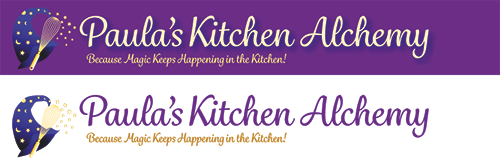 Paula's Kitchen Alchemy
Because Magic Keeps Happening in the Kitchen!
Paula's Kitchen Alchemy
Because Magic Keeps Happening in the Kitchen!